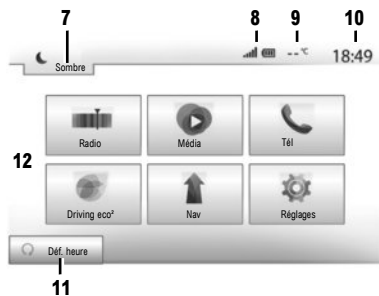 7 8 9 10
Sombre --°C 18:49
Radio Média Tél
12
Driving eco² Nav Réglages
Déf. heure
11